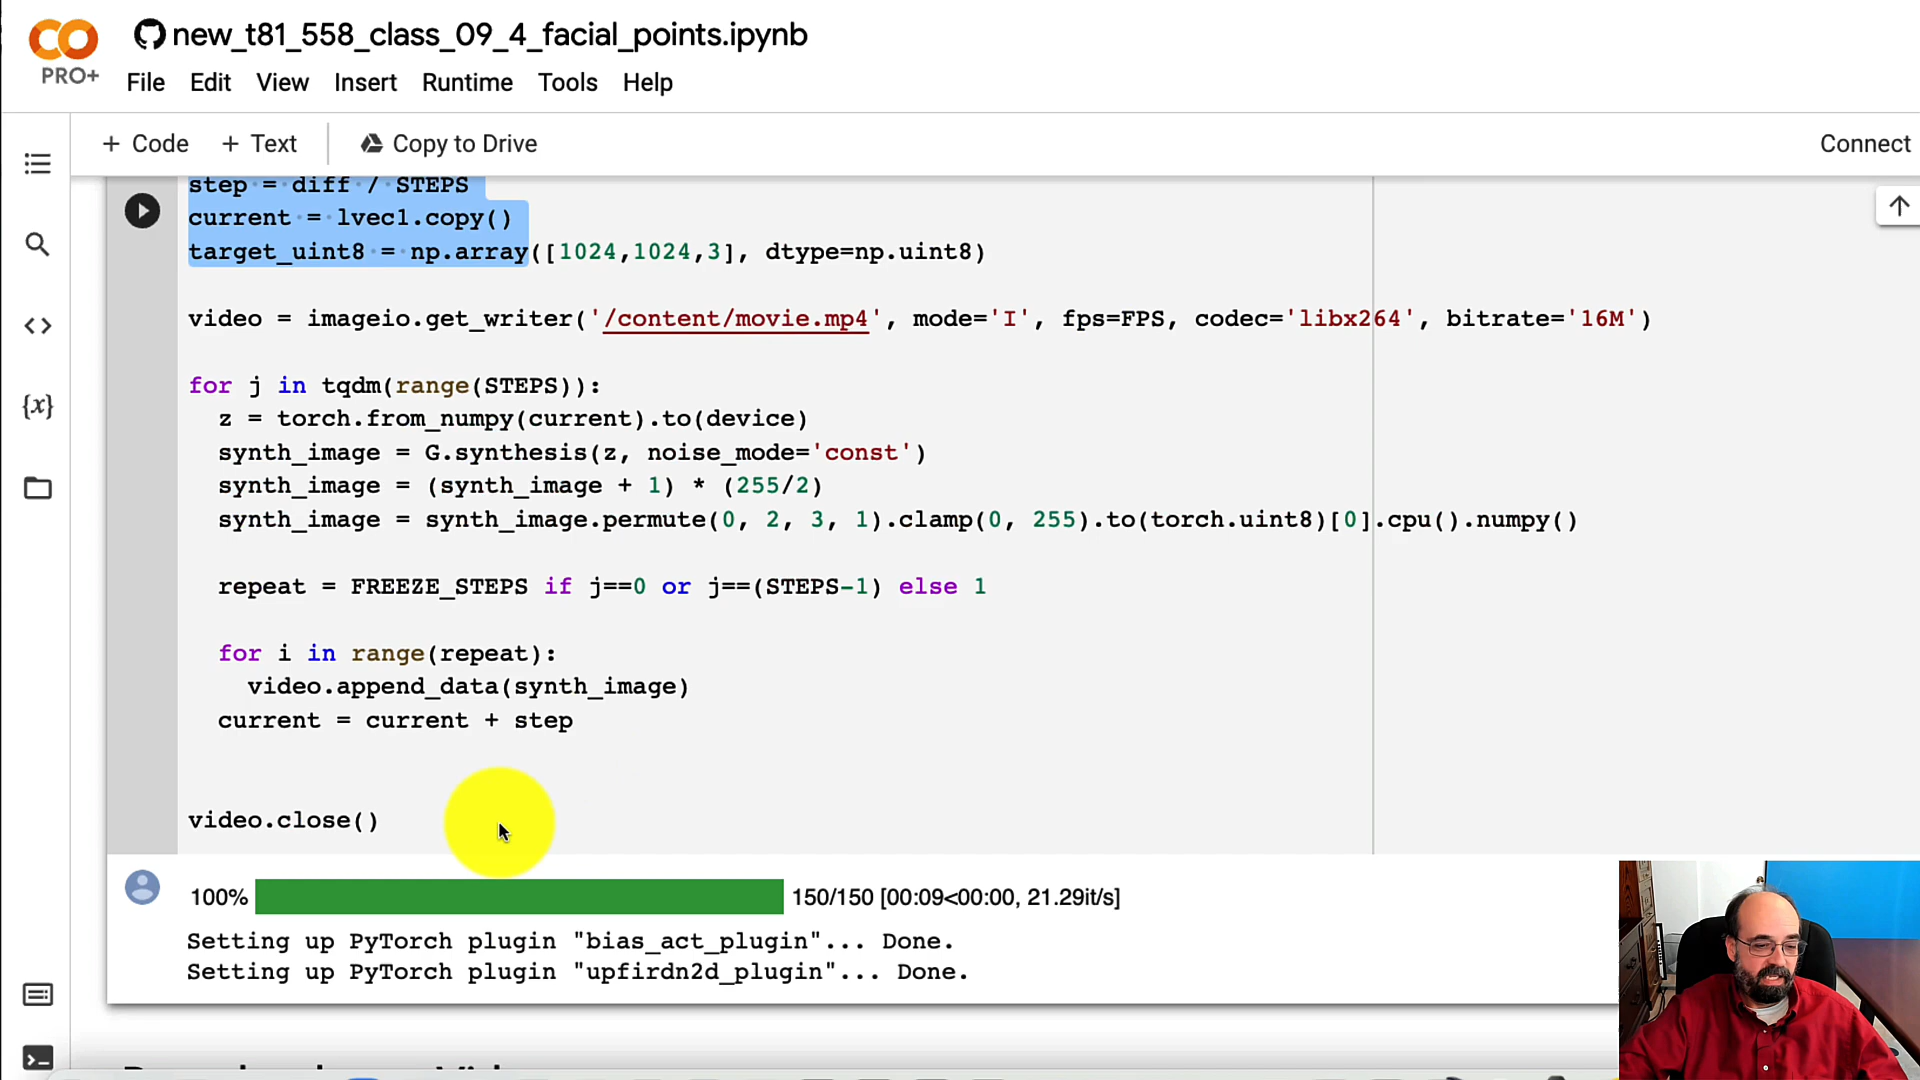 new_t81_558_class_09_4_facial_points.ipynb
PRO+
File Edit View Insert Runtime Tools Help
+ Code + Text Copy to Drive Connect
step = diff / STEPS
current = lvec1.copy()
target_uint8 = np.array([1024,1024,3], dtype=np.uint8)
video = imageio.get_writer('/content/movie.mp4', mode='I', fps=FPS, codec='libx264', bitrate='16M')
for j in tqdm(range(STEPS)):
z = torch.from_numpy(current).to(device)
synth_image = G.synthesis(z, noise_mode='const')
synth_image = (synth_image + 1) * (255/2)
synth_image = synth_image.permute(0, 2, 3, 1).clamp(0, 255).to(torch.uint8)[0].cpu().numpy()
repeat = FREEZE_STEPS if j==0 or j==(STEPS-1) else 1
for i in range(repeat):
video.append_data(synth_image)
current = current + step
video.close()
100% 150/150 [00:09<00:00, 21.29it/s]
Setting up PyTorch plugin "bias_act_plugin"... Done.
Setting up PyTorch plugin "upfirdn2d_plugin"... Done.